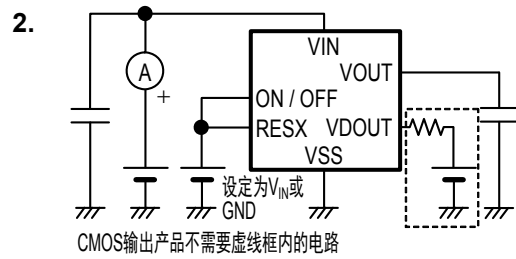 2.
VIN
VOUT
A
+
ON / OFF
RESX
VDOUT
VSS
设定为VIN或
GND
CMOS输出产品不需要虚线框内的电路